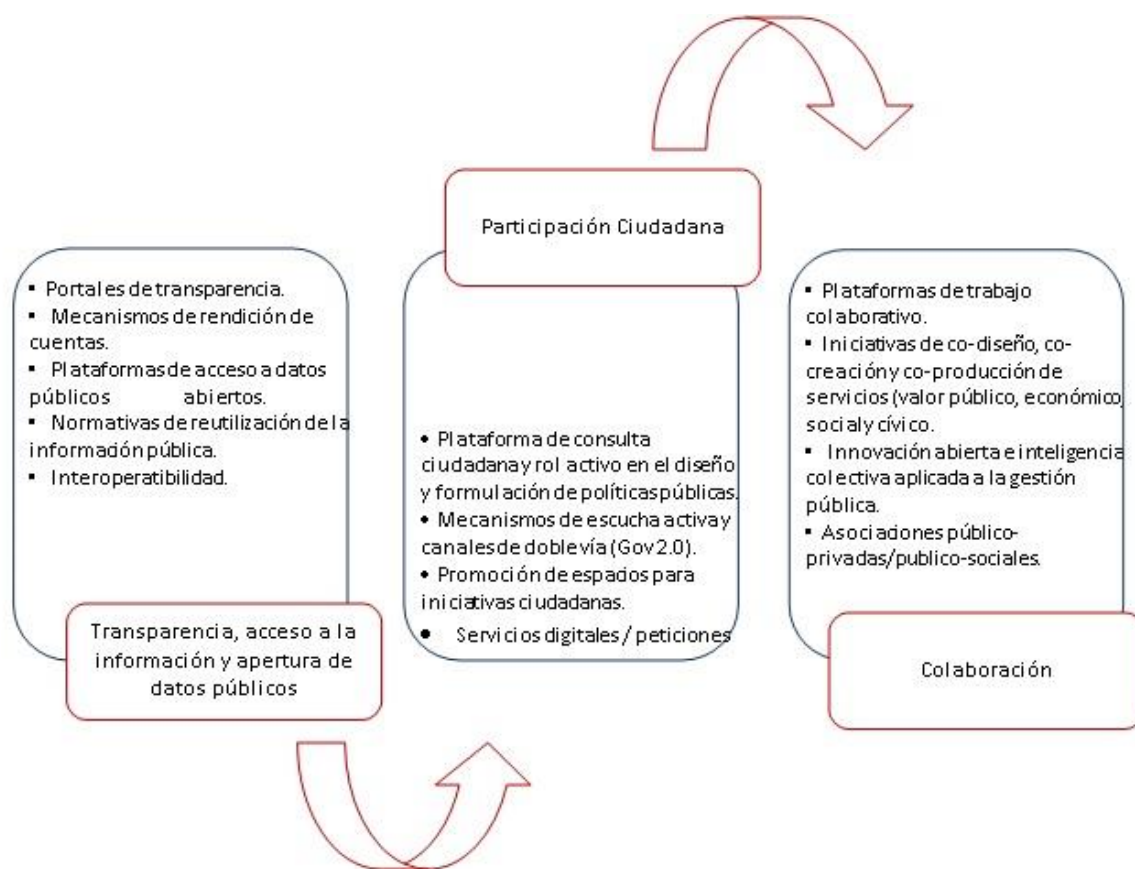 Participación Ciudadana
▪ Portales de transparencia.
▪ Mecanismos de rendición de
cuentas.
▪ Plataformas de acceso a datos
públicos abiertos.
▪ Normativas de reutilización de la
información pública.
▪ Interoperatibilidad.
Transparencia, acceso a la
información y apertura de
datos públicos
• Plataforma de consulta
ciudadana y rol activo en el diseño
y formulación de políticas públicas.
• Mecanismos de escucha activa y
canales de doble vía (Gov 2.0).
• Promoción de espacios para
iniciativas ciudadanas.
• Servicios digitales / peticiones
▪ Plataformas de trabajo
colaborativo.
▪ Iniciativas de co-diseño, co-
creación y co-producción de
servicios (valor público, económico,
social y cívico.
▪ Innovación abierta e inteligencia
colectiva aplicada a la gestión
pública.
▪ Asociaciones público-
privadas/publico-sociales.
Colaboración